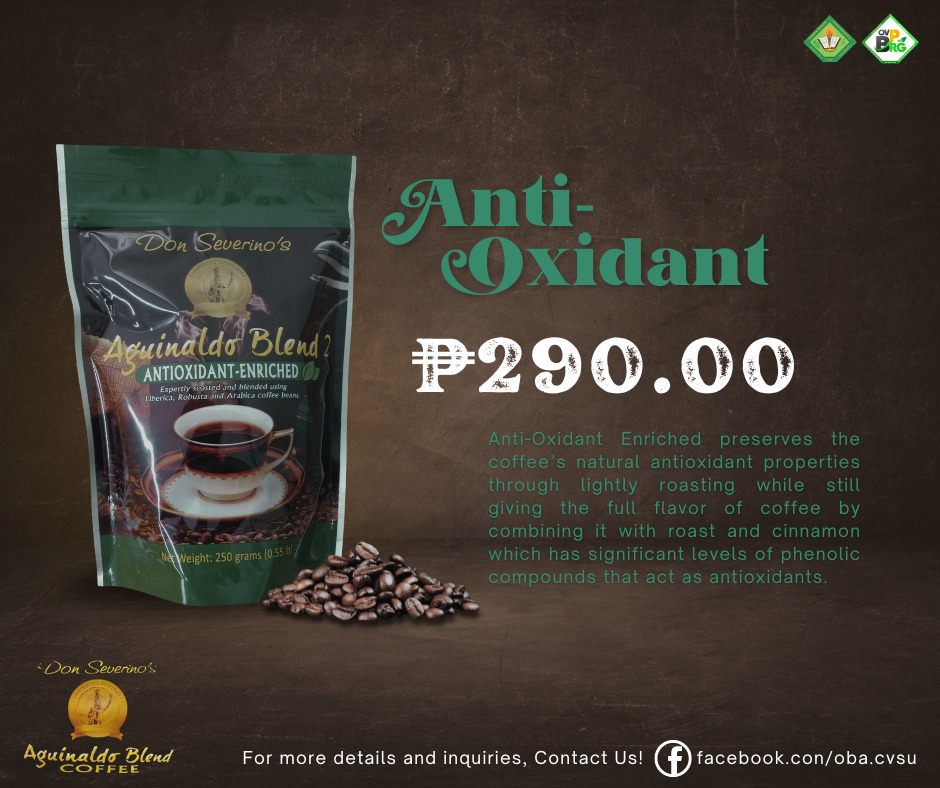 OVP
BRG
Don Severino's
Aguinaldo Blend 2
ANTIOXIDANT-ENRICHED
Expertly roasted and blended using
Liberica, Robusta and Arabica coffee beans.
Net Weight: 250 grams (0.55
Anti-
Oxidant
₱290.00
Anti-Oxidant Enriched preserves the
coffee's natural antioxidant properties
through lightly roasting while still
giving the full flavor of coffee by
combining it with roast and cinnamon
which has significant levels of phenolic
compounds that act as antioxidants.
Don Severino's
Aguinaldo Blend
COFFEE
For more details and inquiries, Contact Us!
facebook.con/oba.cvsu